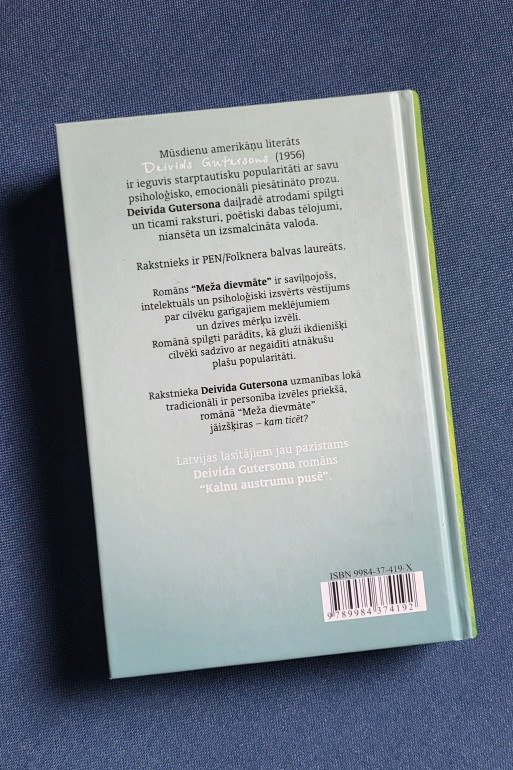 Mūsdienu amerikāņu literāts
Deivids Gutersons (1956)
ir ieguvis starptautisku popularitāti ar savu
psiholoģisko, emocionāli piesātināto prozu.
Deivida Gutersona daiļradē atrodami spilgti
un ticami raksturi, poētiski dabas tēlojumi,
niansēta un izsmalcināta valoda.
Rakstnieks ir PEN/Folknera balvas laureāts.
Romāns “Meža dievmāte” ir saviļņojošs,
intelektuāls un psiholoģiski izsvērts vēstījums
par cilvēku garīgajiem meklējumiem
un dzīves mērķu izvēli.
Romānā spilgti parādīts, kā gluži ikdienišķi
cilvēki sadzīvo ar negaidīti atnākušu
plašu popularitāti.
Rakstnieka Deivida Gutersona uzmanības lokā
tradicionāli ir personība izvēles priekšā,
romānā “Meža dievmāte”
jāizšķiras – kam ticēt?
Latvijas lasītājiem jau pazīstams
Deivida Gutersona romāns
“Kalnu austrumu pusē”.
ISBN 9984-37-419-X
9 789984 374192